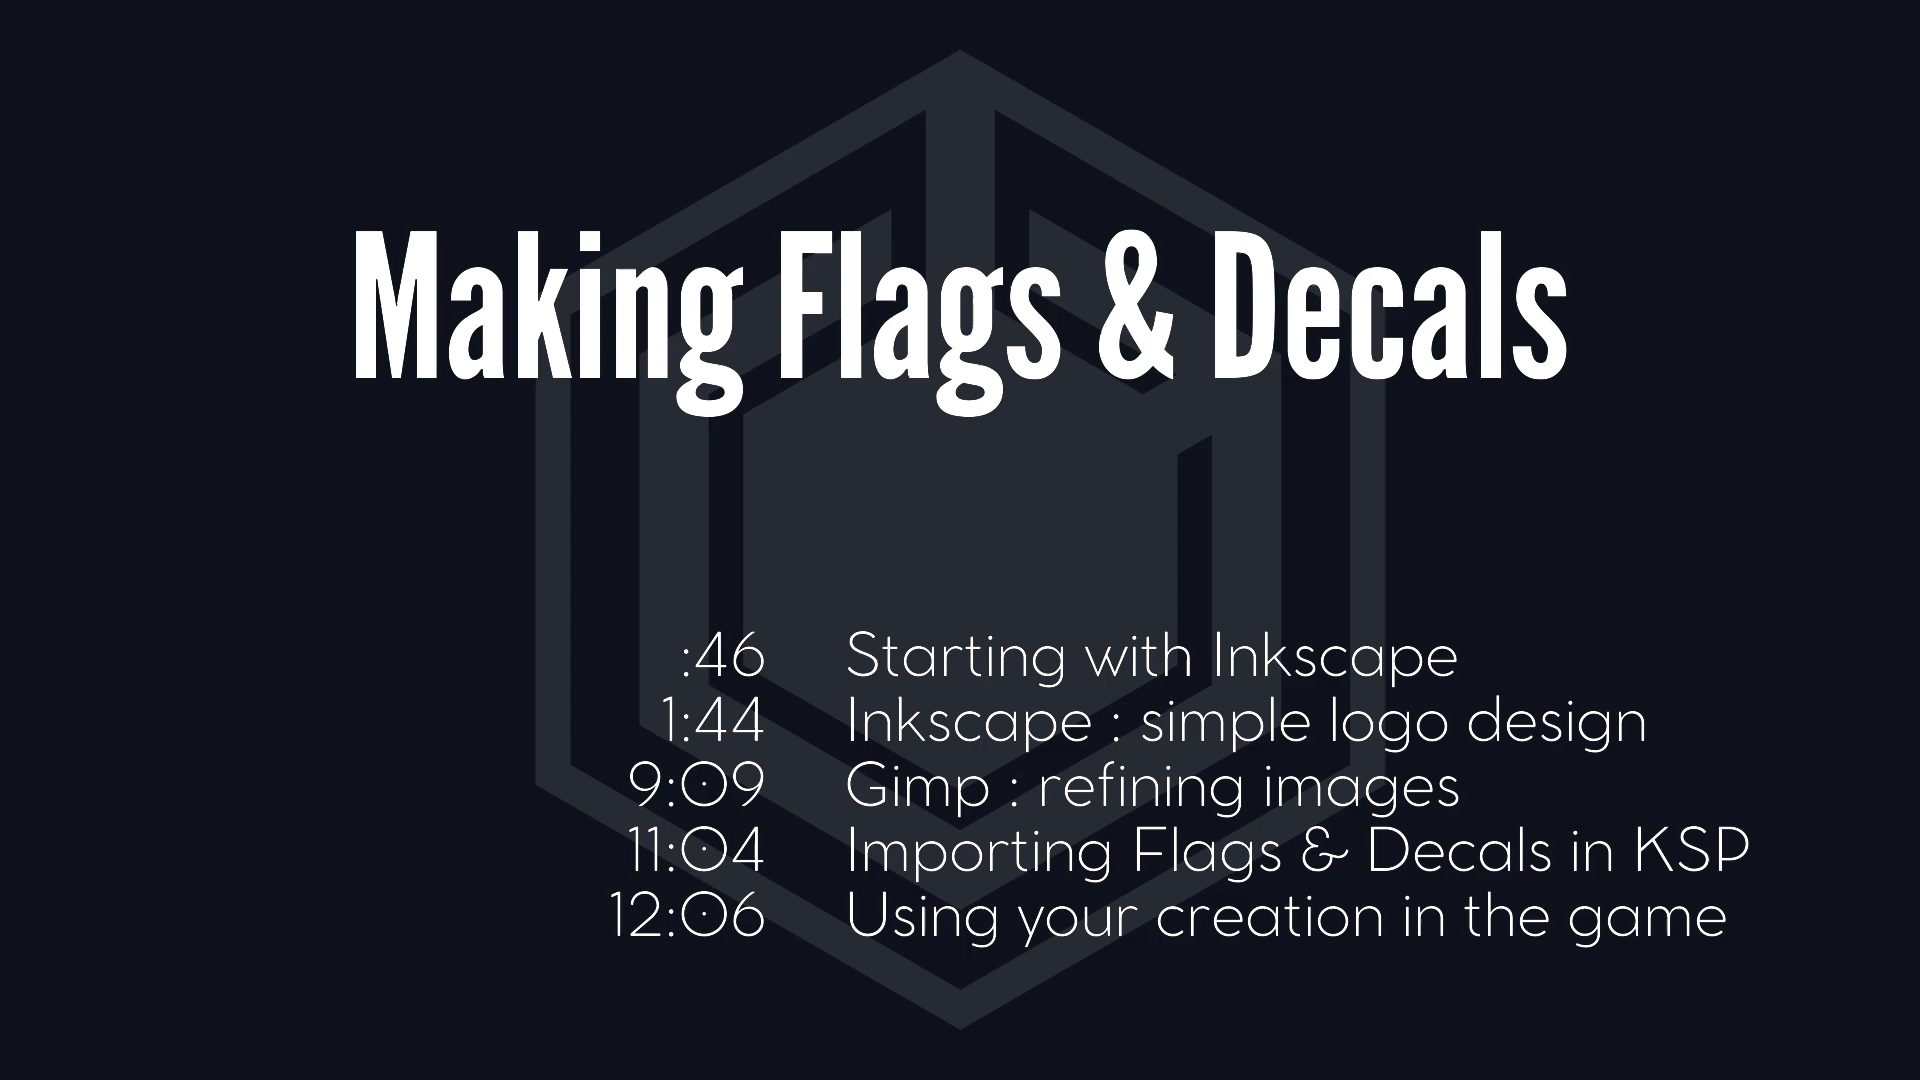 Making Flags & Decals
:46 Starting with Inkscape
1:44 Inkscape : simple logo design
9:09 Gimp : refining images
11:04 Importing Flags & Decals in KSP
12:06 Using your creation in the game